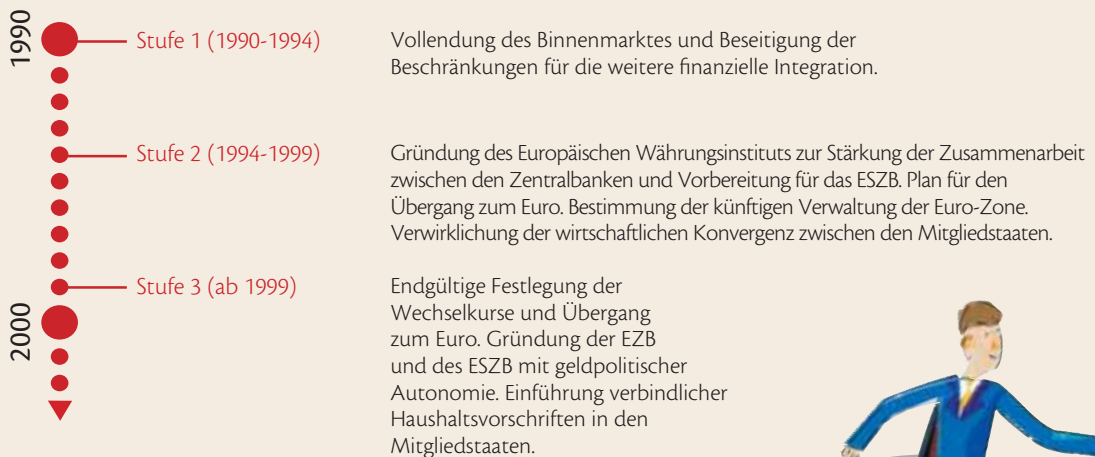 1990
Stufe 1 (1990-1994)
Vollendung des Binnenmarktes und Beseitigung der
Beschränkungen für die weitere finanzielle Integration.
Stufe 2 (1994-1999)
Gründung des Europäischen Währungsinstituts zur Stärkung der Zusammenarbeit
zwischen den Zentralbanken und Vorbereitung für das ESZB. Plan für den
Übergang zum Euro. Bestimmung der künftigen Verwaltung der Euro-Zone.
Verwirklichung der wirtschaftlichen Konvergenz zwischen den Mitgliedstaaten.
Stufe 3 (ab 1999)
Endgültige Festlegung der
Wechselkurse und Übergang
zum Euro. Gründung der EZB
und des ESZB mit geldpolitischer
Autonomie. Einführung verbindlicher
Haushaltsvorschriften in den
Mitgliedstaaten.
2000